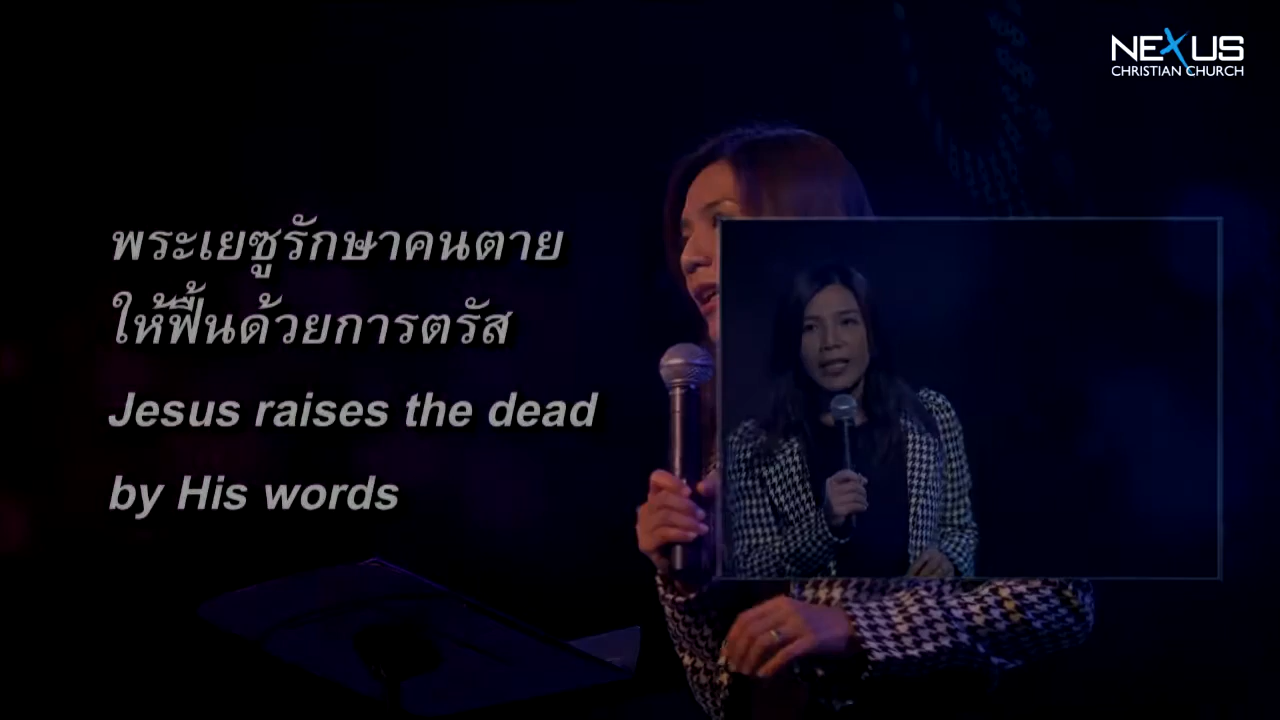 NEXUS
CHRISTIAN CHURCH
พระเยซูรักษาคนตาย
ให้ฟื้นด้วยการตรัส
Jesus raises the dead
by His words